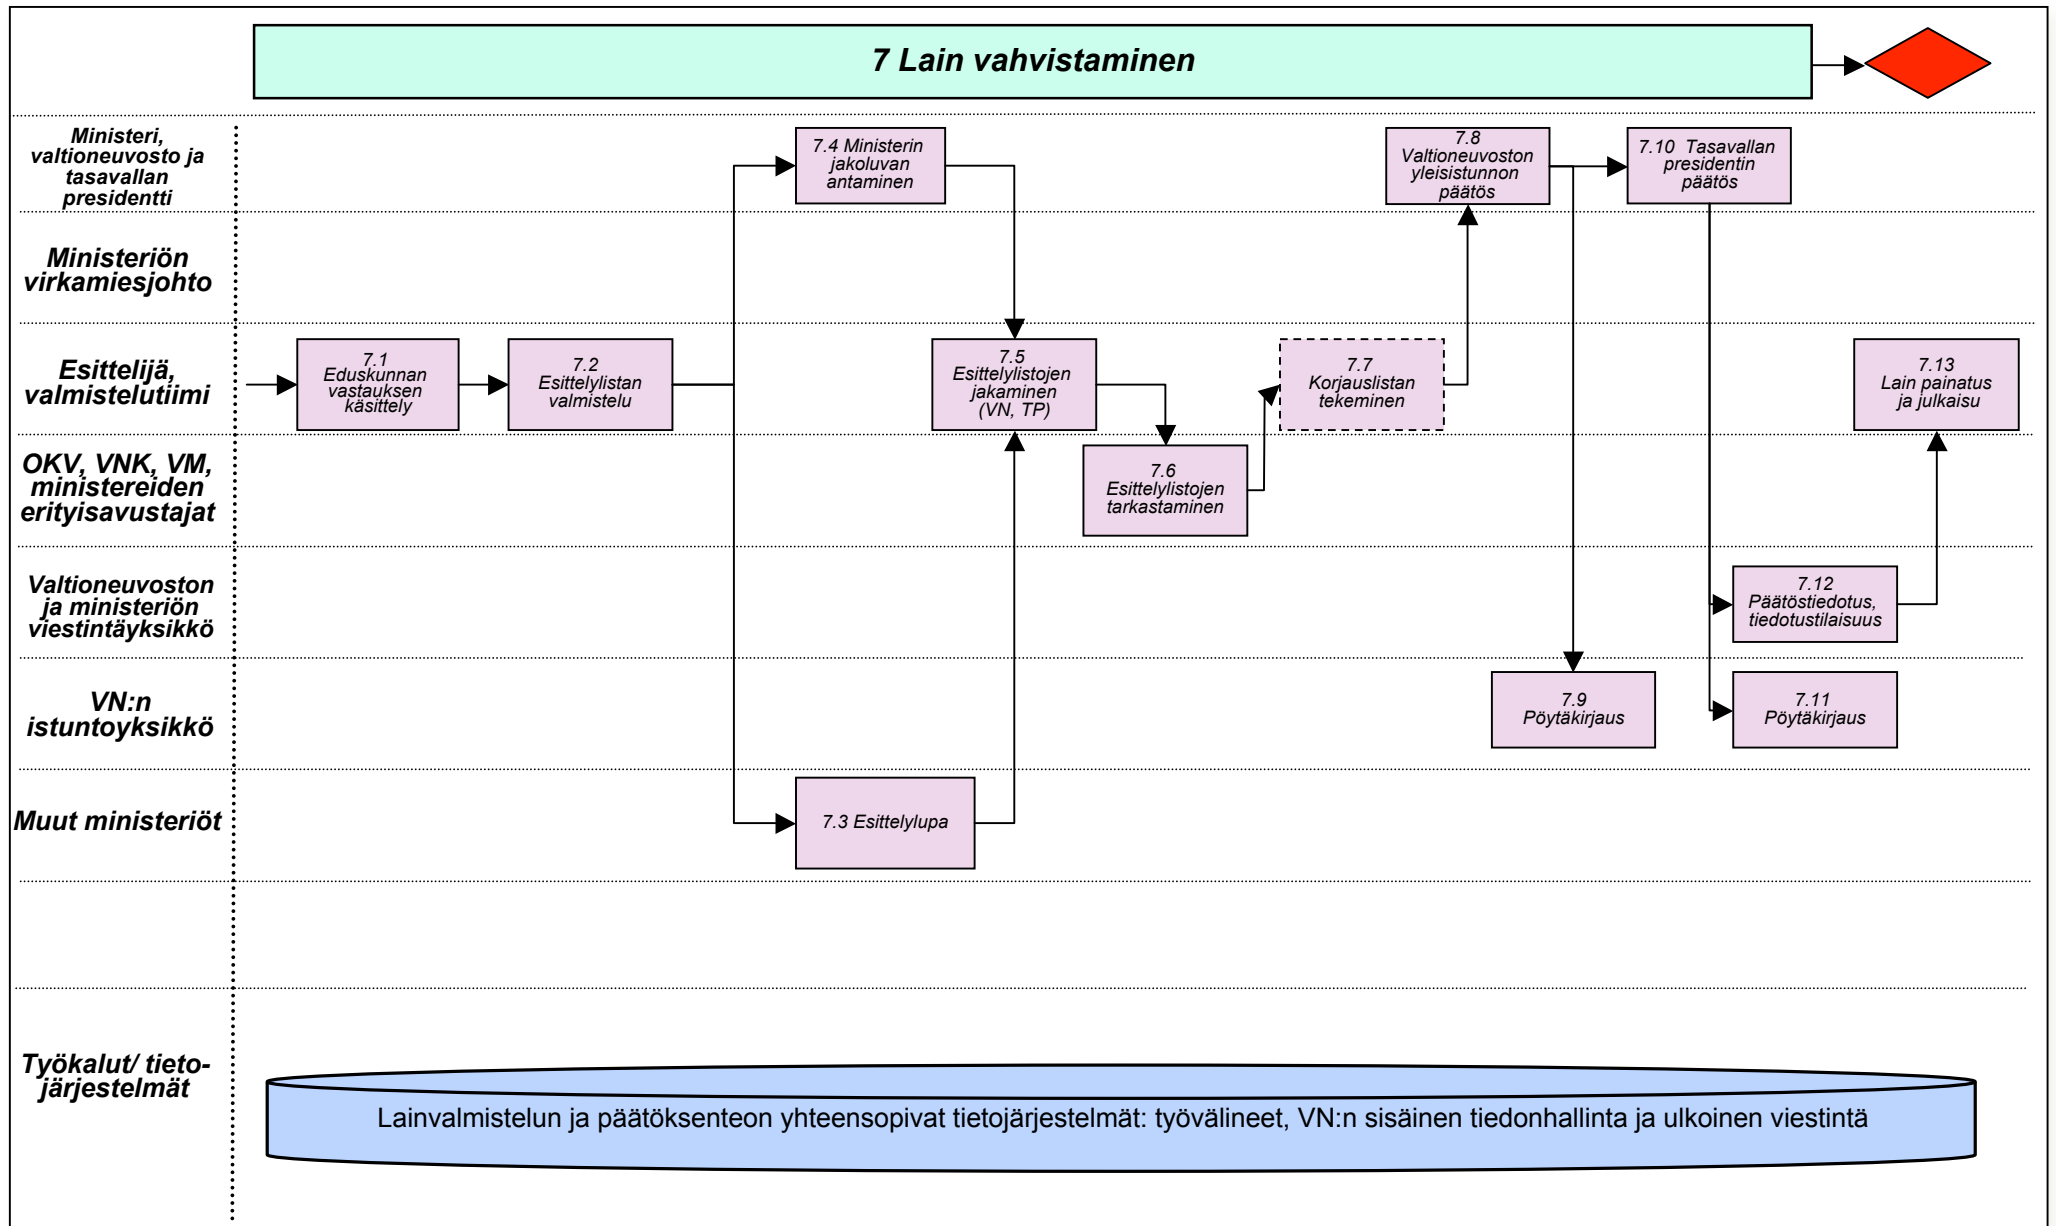 7 Lain vahvistaminen
Ministeri,
valtioneuvosto ja
tasavallan
presidentti
7.4 Ministerin
jakoluvan
antaminen
7.8
Valtioneuvoston
yleisistunnon
päätös
7.10 Tasavallan
presidentin
päätös
Ministeriön
virkamiesjohto
Esittelijä,
valmistelutiimi
7.1
Eduskunnan
vastauksen
käsittely
7.2
Esittelylistan
valmistelu
7.5
Esittelylistojen
jakaminen
(VN, TP)
7.7
Korjauslistan
tekeminen
7.13
Lain painatus
ja julkaisu
OKV, VNK, VM,
ministereiden
erityisavustajat
7.6
Esittelylistojen
tarkastaminen
Valtioneuvoston
ja ministeriön
viestintäyksikkö
7.12
Päätöstiedotus,
tiedotustilaisuus
VN:n
istuntoyksikkö
7.9
Pöytäkirjaus
7.11
Pöytäkirjaus
Muut ministeriöt
7.3 Esittelylupa
Työkalut/ tieto-
järjestelmät
Lainvalmistelun ja päätöksenteon yhteensopivat tietojärjestelmät: työvälineet, VN:n sisäinen tiedonhallinta ja ulkoinen viestintä